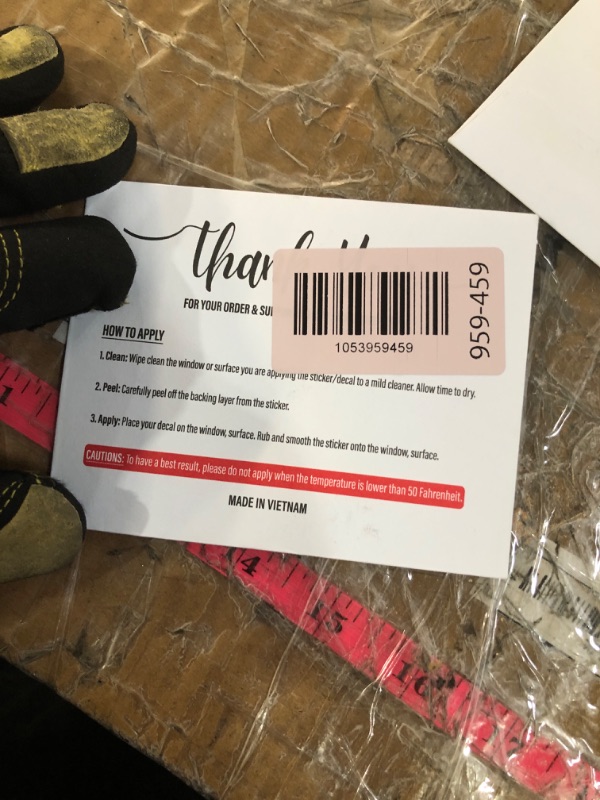 FOR YOUR ORDER &
1053959459
959-459
HOW TO APPLY
1. Clean: Wipe clean the window or surface you are applying the sticker/decal to a mild cleaner. Allow time to dry.
2. Peel: Carefully peel off the backing layer from the sticker.
3. Apply: Place your decal on the window, surface. Rub and smooth the sticker onto the window, surface.
CAUTIONS: To have a best result, please do not apply when the temperature is lower than 50 Fahrenheit.
MADE IN VIETNAM
1
4
15
16